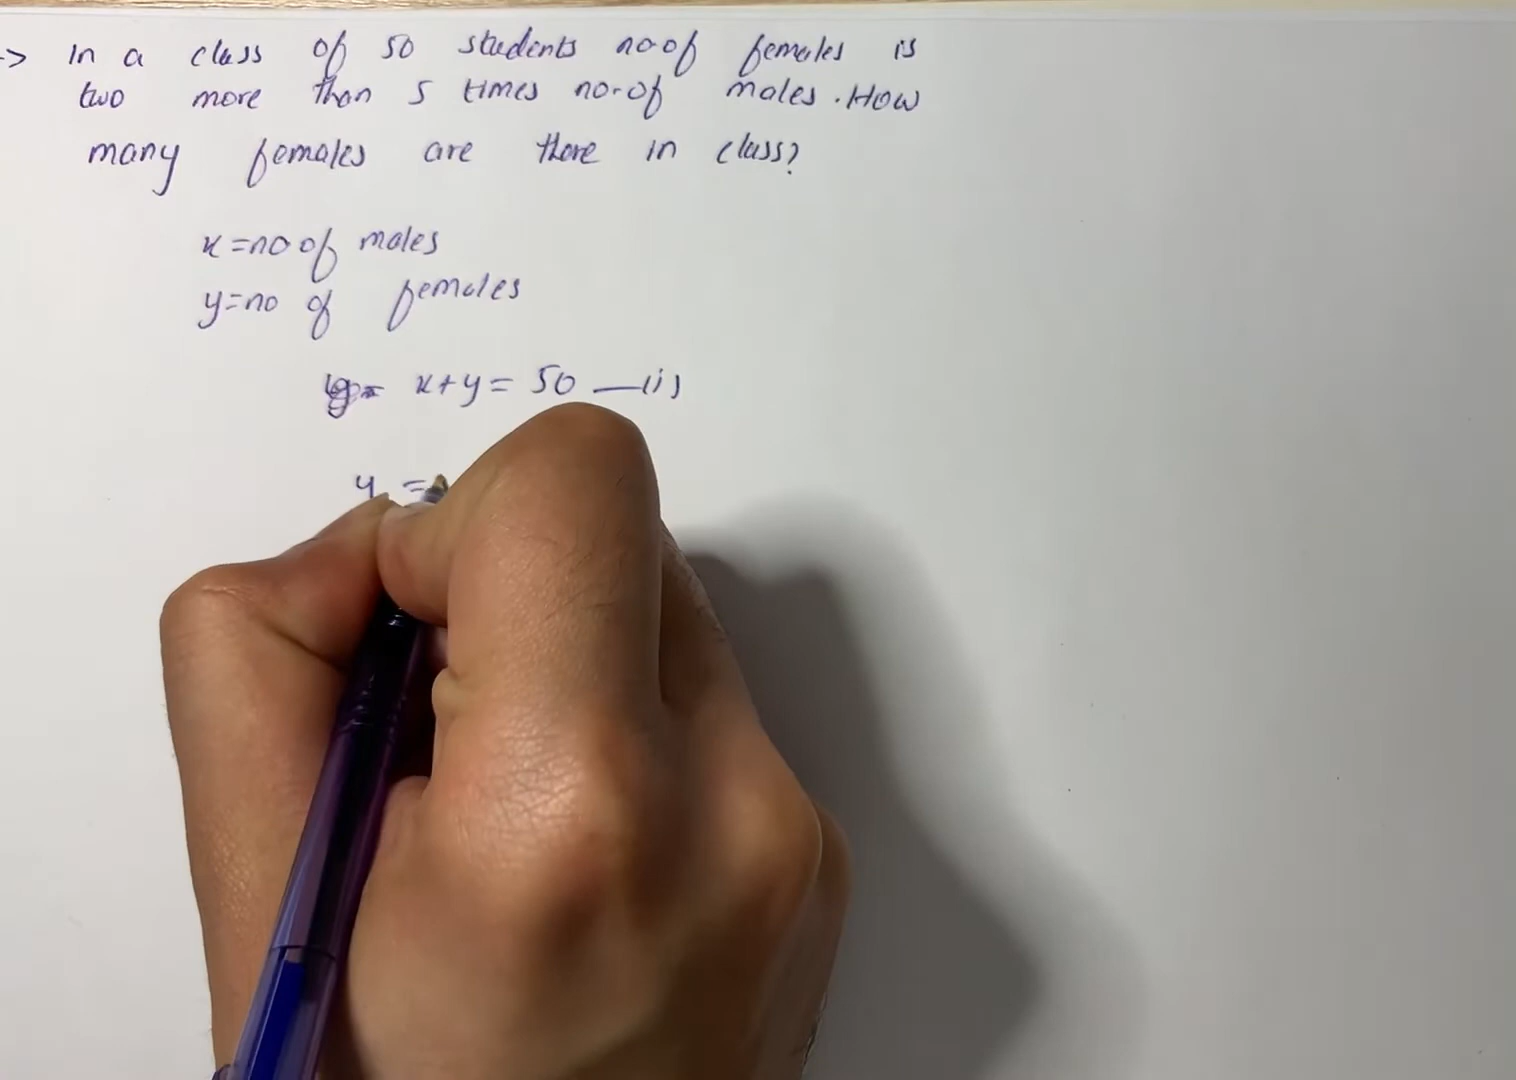 -> In a class of 50 students no of females is
two more than 5 times no.of males. How
many females are there in class?
x = no of males
y = no of females
x + y = 50 —(i)
y =